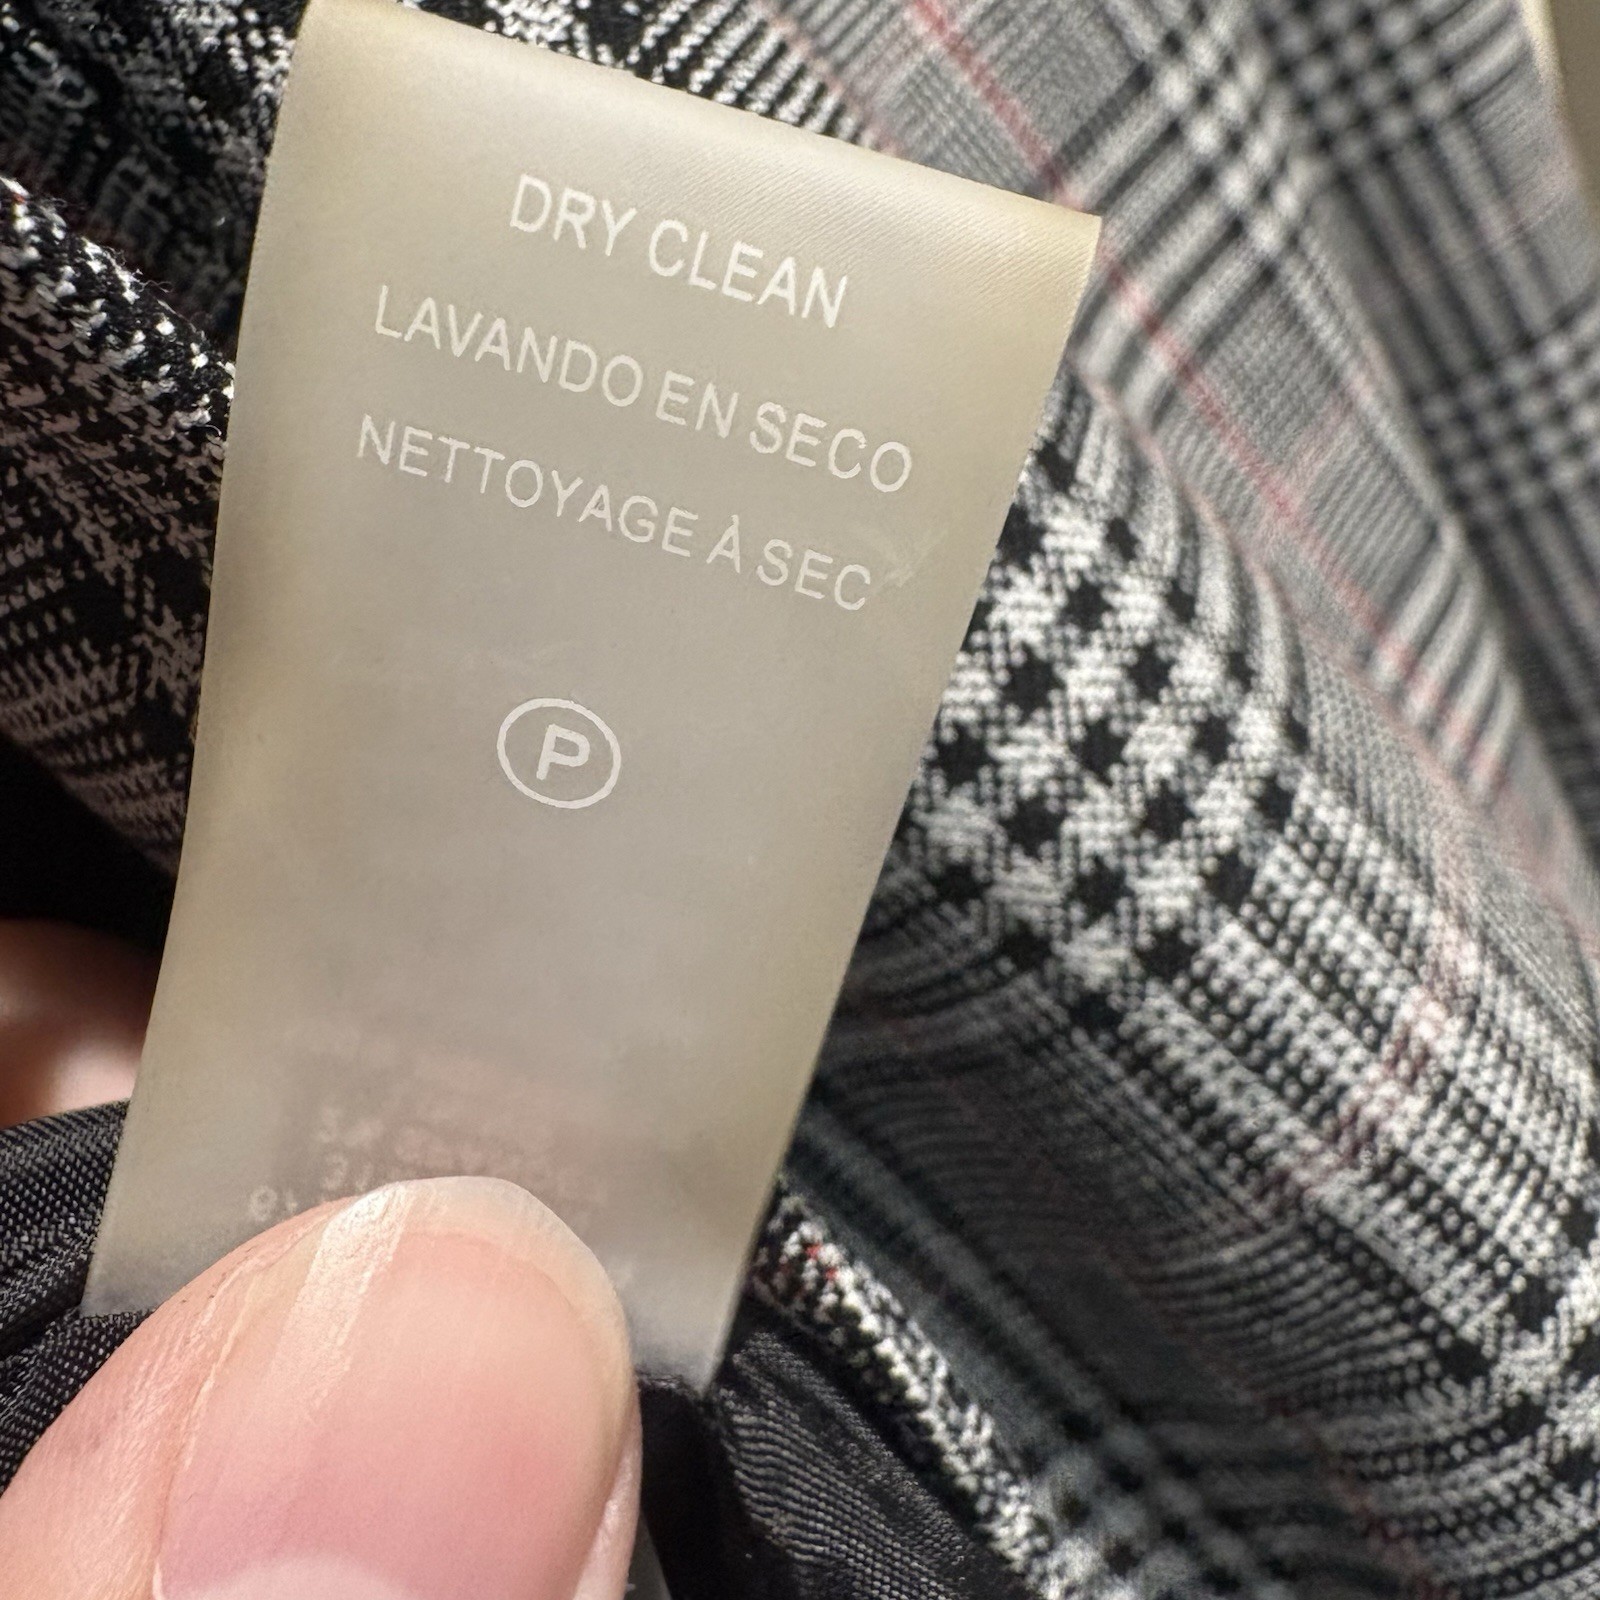 DRY CLEAN
LAVANDO EN SECO
NETTOYAGE À SEC
P